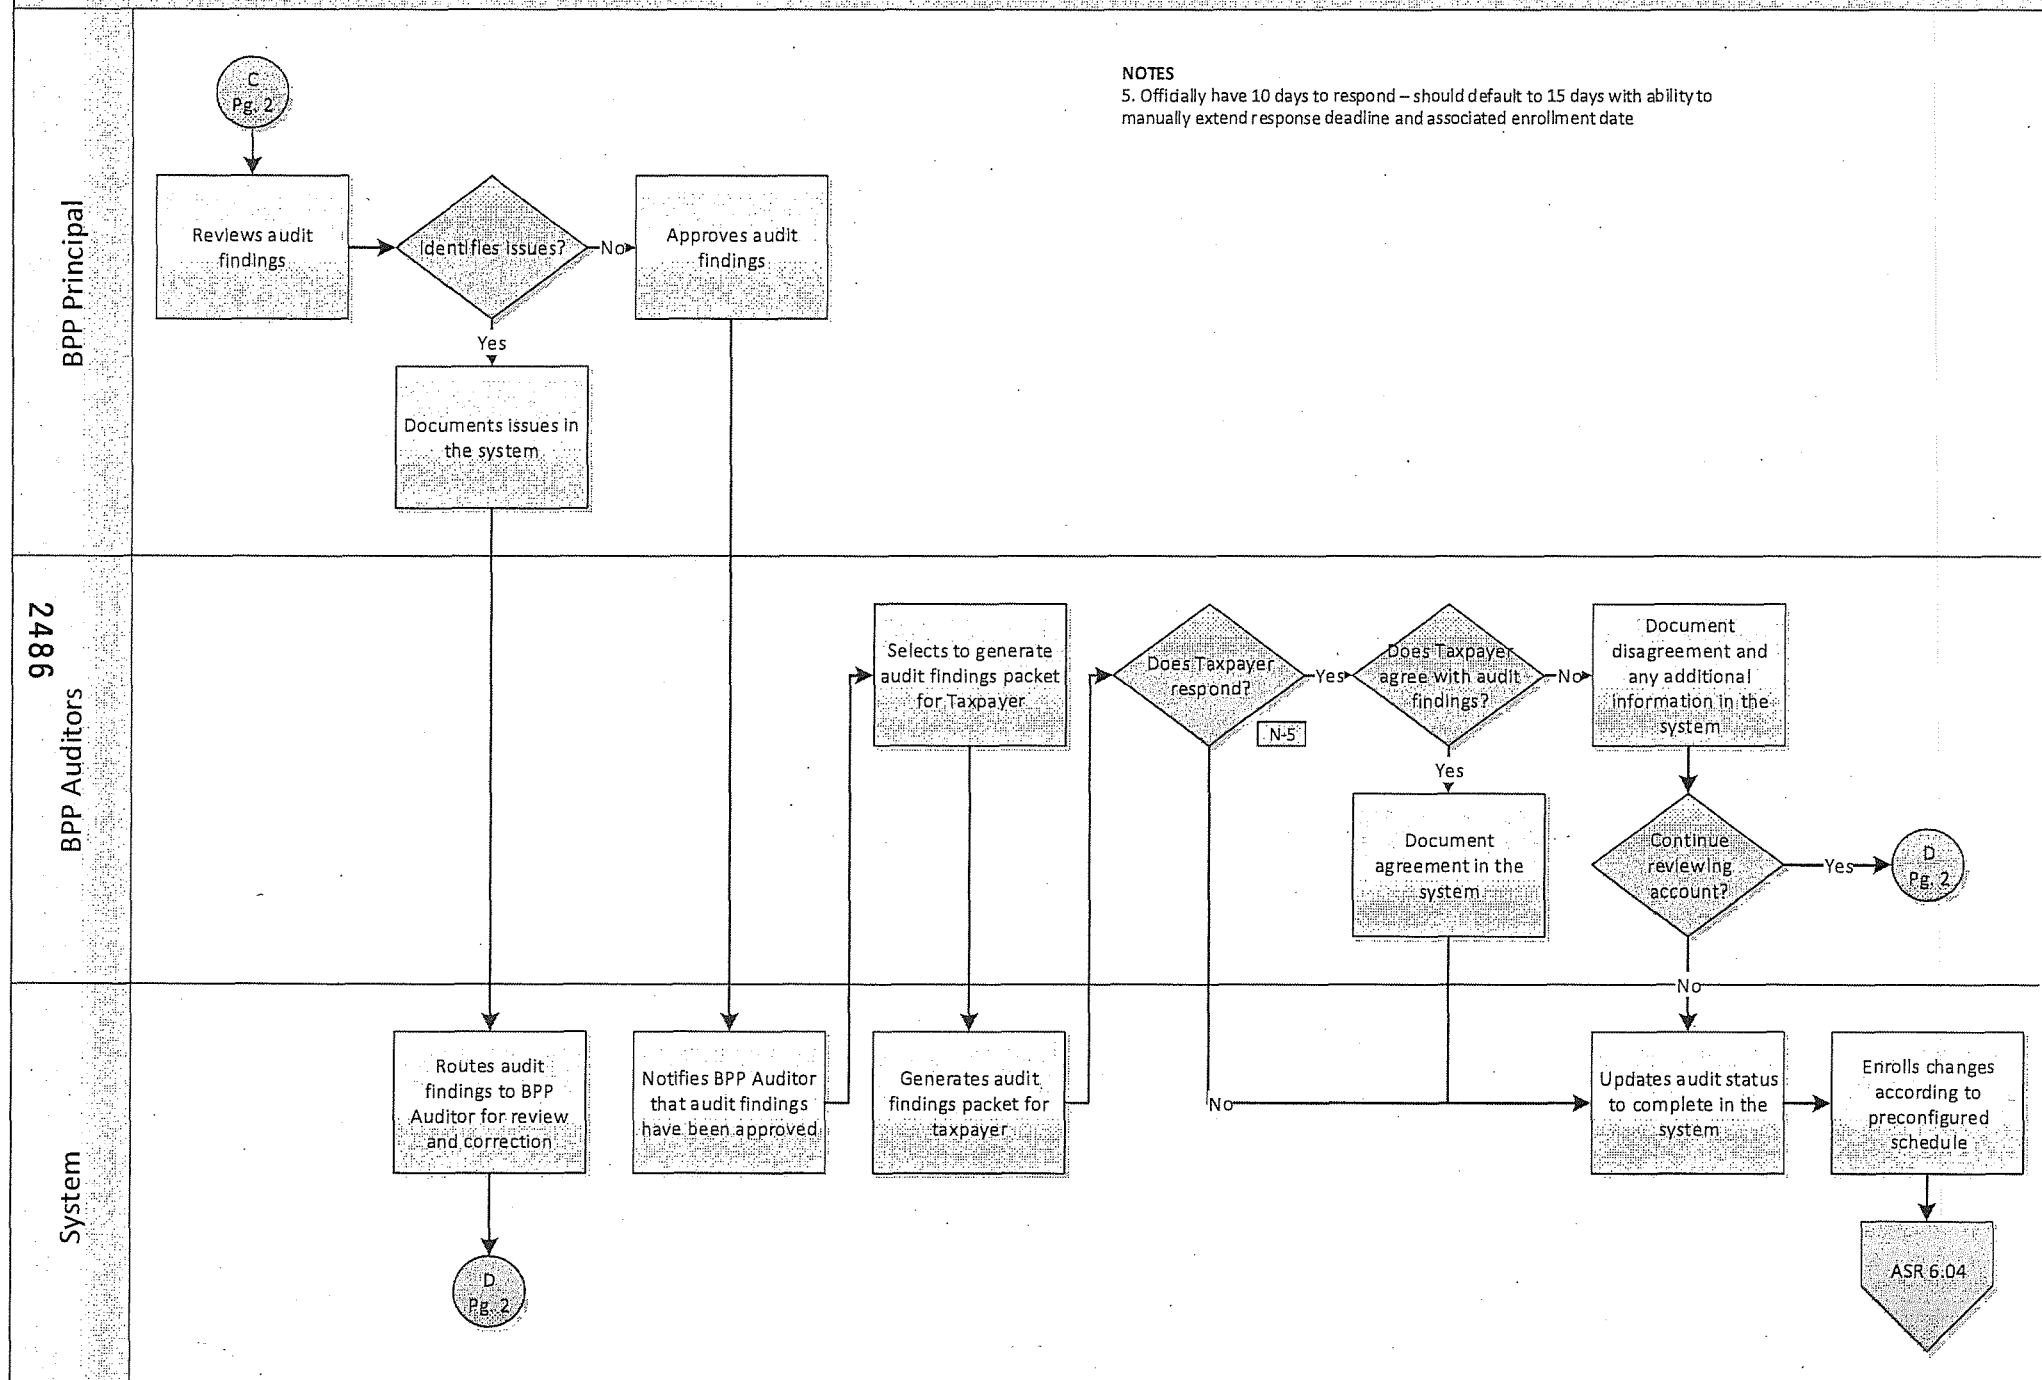 C
Pg. 2
NOTES
5. Officially have 10 days to respond – should default to 15 days with ability to
manually extend response deadline and associated enrollment date
BPP Principal
Reviews audit
findings
Identifies issues?
No
Approves audit
findings
Yes
Documents issues in
the system
2486
BPP Auditors
Selects to generate
audit findings packet
for Taxpayer
Does Taxpayer
respond?
N-5
Yes
Does Taxpayer
agree with audit
findings?
No
Document
disagreement and
any additional
information in the
system
Yes
Document
agreement in the
system
Continue
reviewing
account?
Yes
D
Pg. 2
No
System
Routes audit
findings to BPP
Auditor for review
and correction
Notifies BPP Auditor
that audit findings
have been approved
Generates audit
findings packet for
taxpayer
No
Updates audit status
to complete in the
system
Enrolls changes
according to
preconfigured
schedule
D
Pg. 2
ASR 6.04